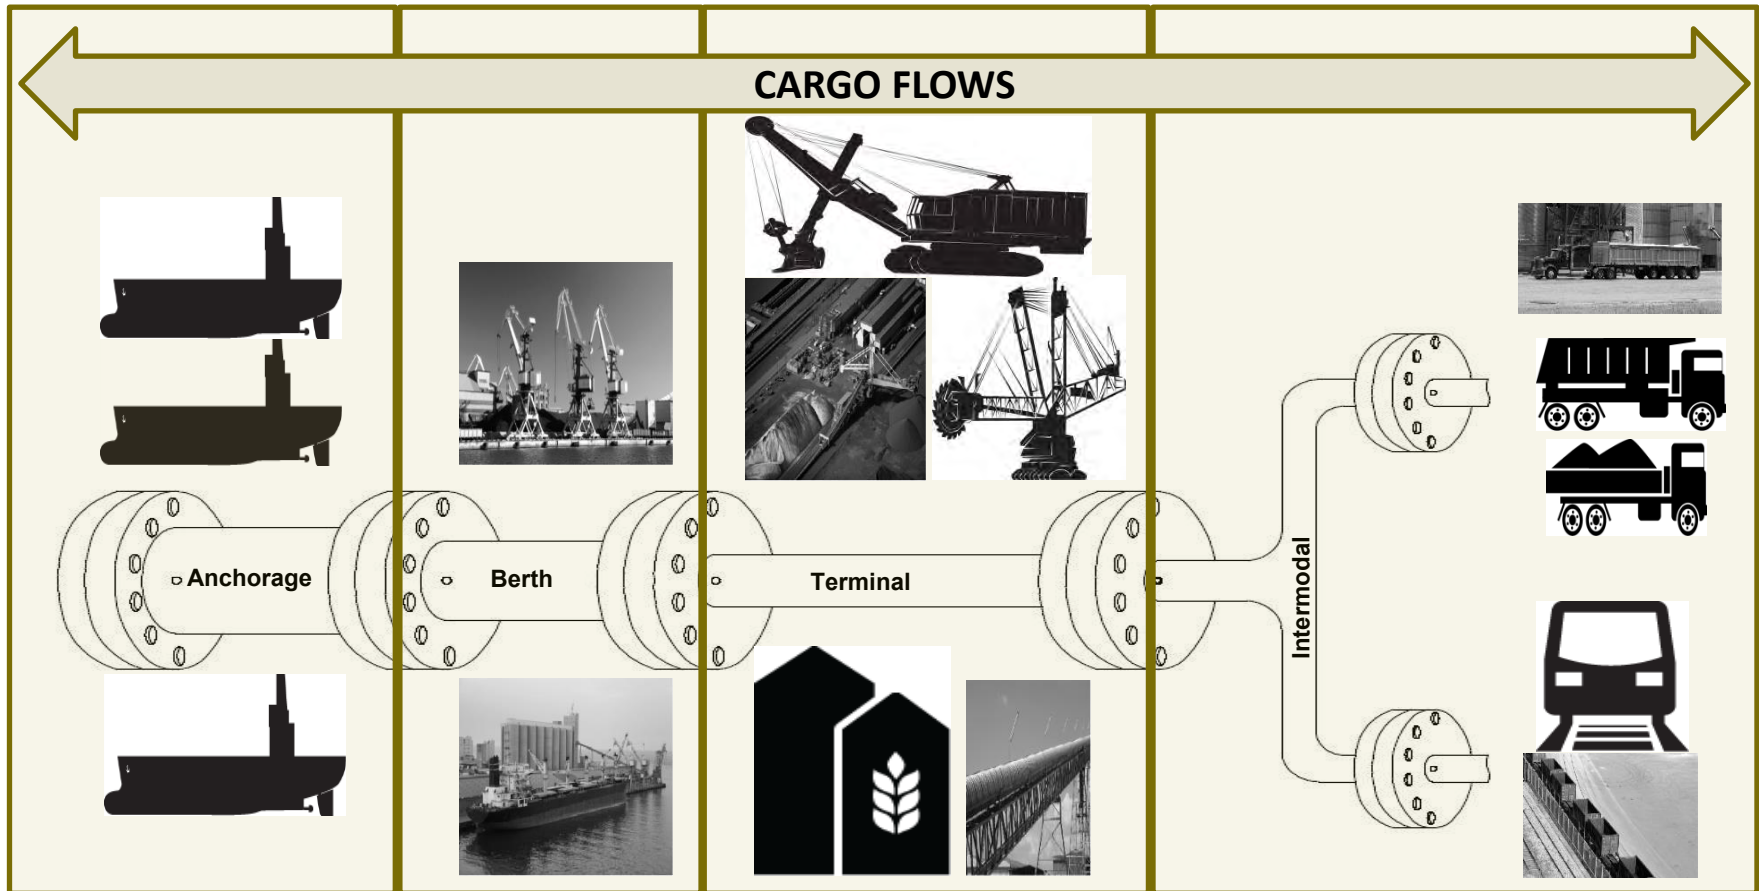 CARGO FLOWS
Anchorage
Berth
Terminal
Intermodal